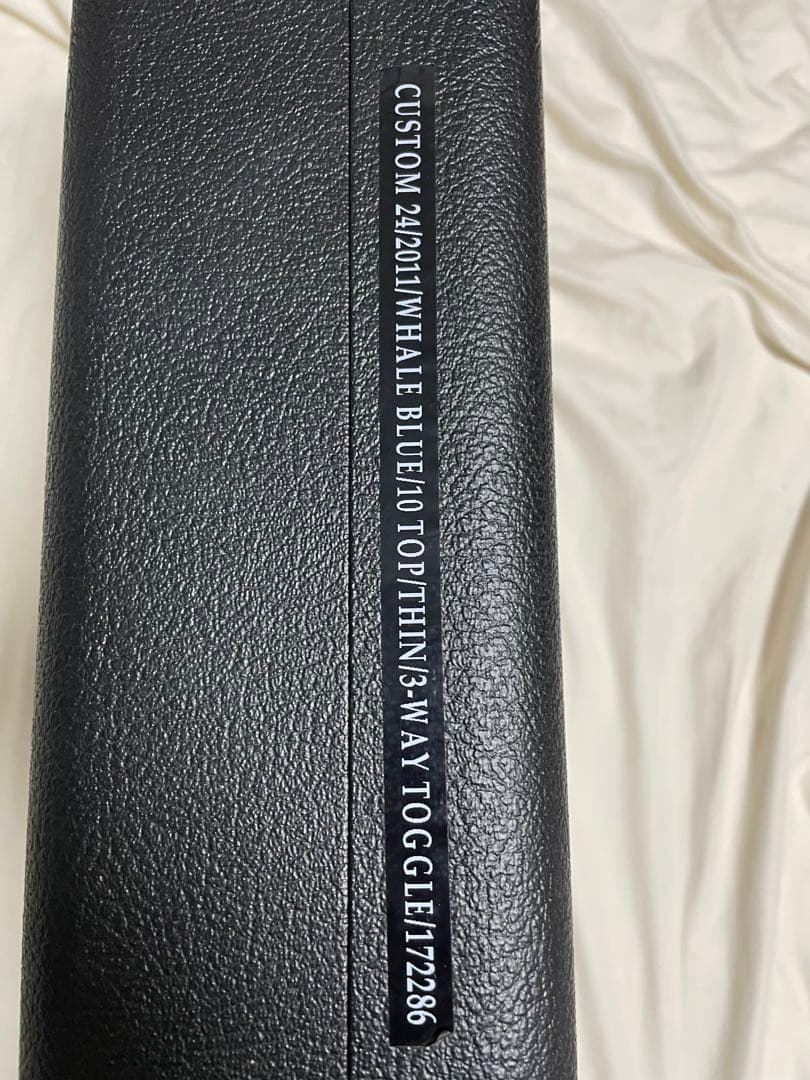 CUSTOM 24/2011/WHALE BLUE/10 TOP/THIN/3-WAY TOGGLE/172286